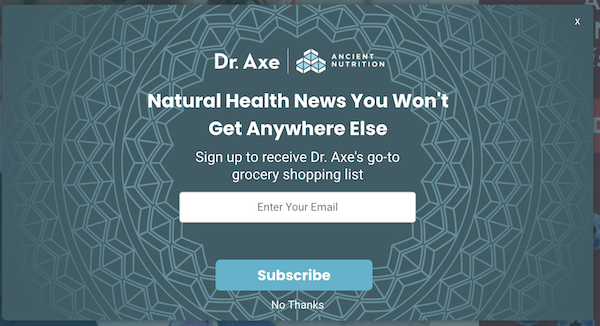 x
Dr. Axe ANCIENT
NUTRITION
Natural Health News You Won't
Get Anywhere Else
Sign up to receive Dr. Axe's go-to
grocery shopping list
Enter Your Email
Subscribe
No Thanks